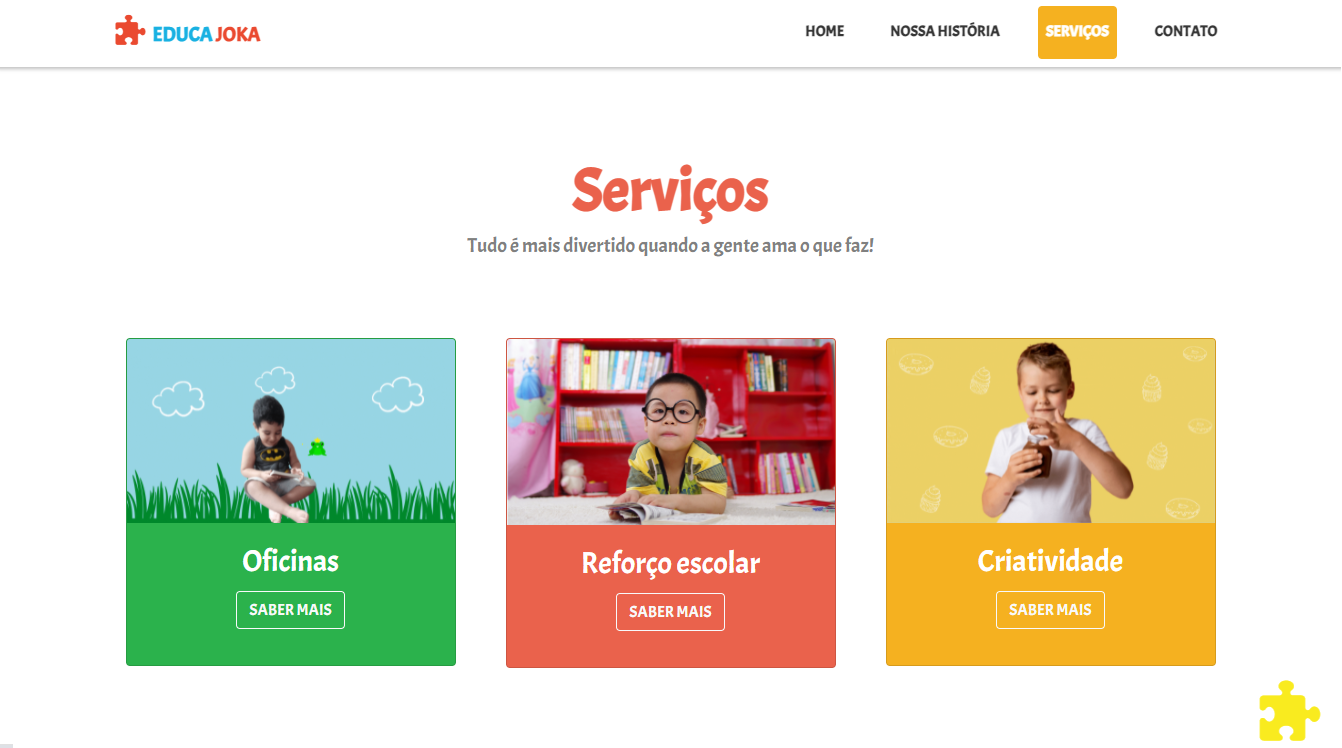 EDUCA JOKA
HOME
NOSSA HISTÓRIA
SERVIÇOS
CONTATO
Serviços
Tudo é mais divertido quando a gente ama o que faz!
Oficinas
SABER MAIS
Reforço escolar
SABER MAIS
Criatividade
SABER MAIS